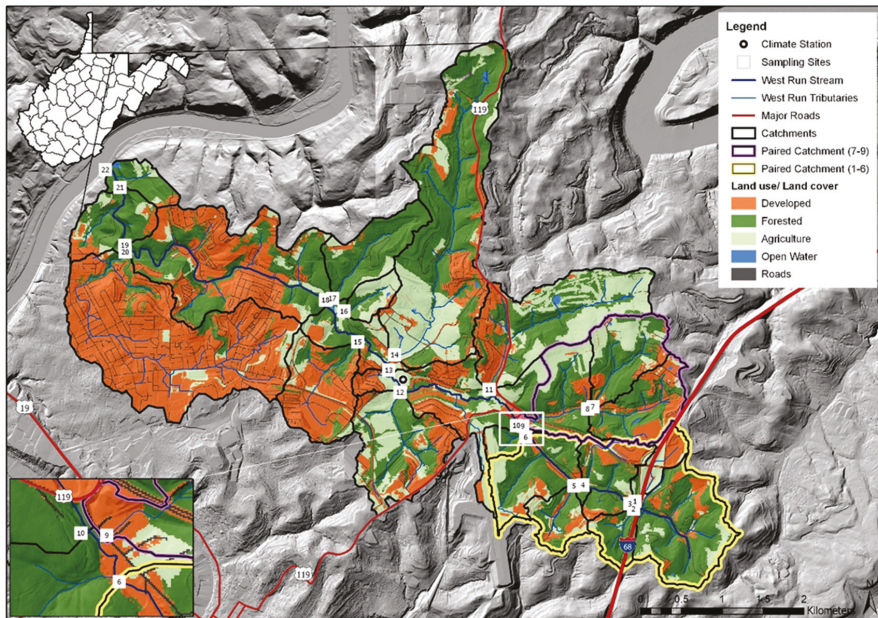 Legend
Climate Station
Sampling Sites
West Run Stream
West Run Tributaries
Major Roads
Catchments
Paired Catchment (7-9)
Paired Catchment (1-6)
Land use/ Land cover
Developed
Forested
Agriculture
Open Water
Roads
119
22
21
19
20
18
17
16
15
14
13
12
11
8
7
10
9
6
5
4
3
1
2
19
68
119
119
10
9
6
N
0 0.5 1 1.5 2
Kilometers